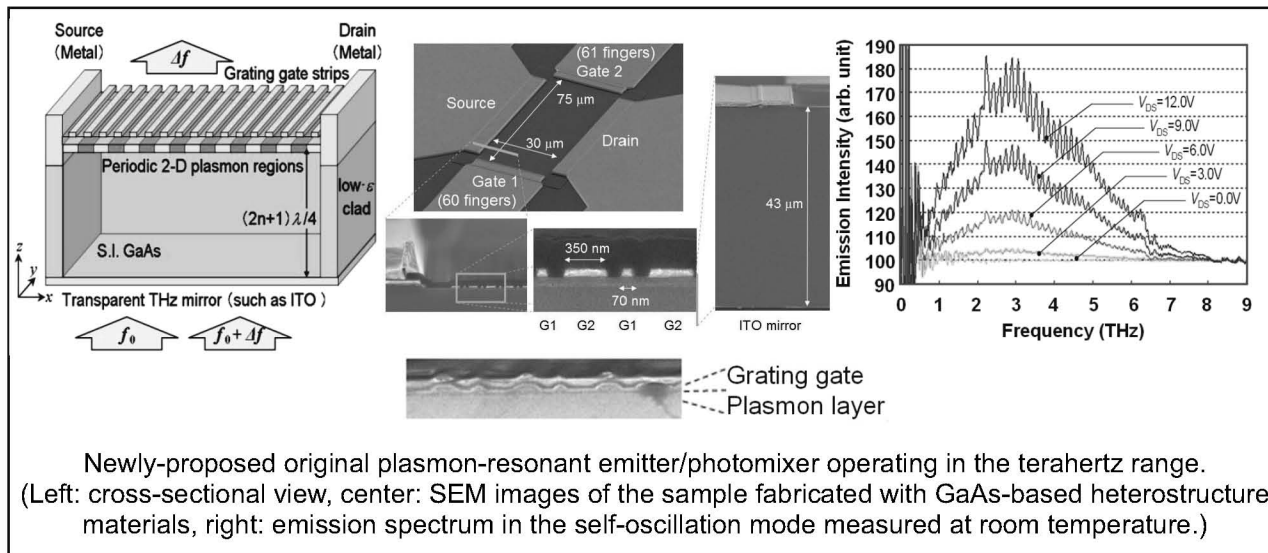 Source
(Metal)
Δf
Drain
(Metal)
Grating gate strips
Periodic 2-D plasmon regions
low-ε
clad
(2n+1) λ/4
S.I. GaAs
z
y
x
Transparent THz mirror (such as ITO)
f₀
f₀+Δf
(61 fingers)
Gate 2
Source
75 μm
30 μm
Drain
Gate 1
(60 fingers)
350 nm
70 nm
G1 G2 G1 G2
43 μm
ITO mirror
Grating gate
Plasmon layer
Emission Intensity (arb. unit)
190
180
170
160
150
140
130
120
110
100
90
V_DS=12.0V
V_DS=9.0V
V_DS=6.0V
V_DS=3.0V
V_DS=0.0V
0 1 2 3 4 5 6 7 8 9
Frequency (THz)
Newly-proposed original plasmon-resonant emitter/photomixer operating in the terahertz range.
(Left: cross-sectional view, center: SEM images of the sample fabricated with GaAs-based heterostructure
materials, right: emission spectrum in the self-oscillation mode measured at room temperature.)